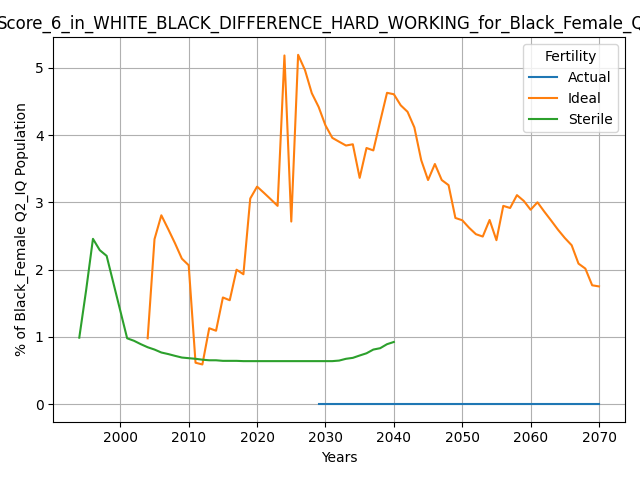 Score_6_in_WHITE_BLACK_DIFFERENCE_HARD_WORKING_for_Black_Female_Q
% of Black_Female Q2_IQ Population
5
4
3
2
1
0
Fertility
Actual
Ideal
Sterile
2000 2010 2020 2030 2040 2050 2060 2070
Years